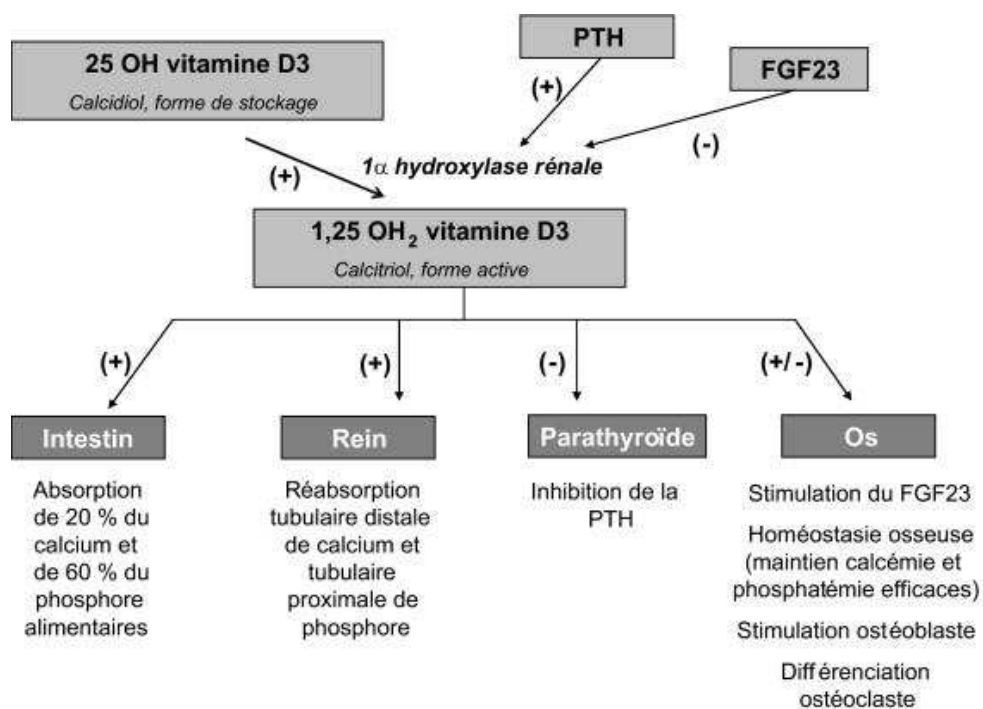 25 OH vitamine D3
Calcidiol, forme de stockage
PTH
FGF23
(+)
(-)
(+)
1α hydroxylase rénale
1,25 OH₂ vitamine D3
Calcitriol, forme active
(+)
(+)
(-)
(+/-)
Intestin
Absorption
de 20 % du
calcium et
de 60 % du
phosphore
alimentaires
Rein
Réabsorption
tubulaire distale
de calcium et
tubulaire
proximale de
phosphore
Parathyroïde
Inhibition de la
PTH
Os
Stimulation du FGF23
Homéostasie osseuse
(maintien calcémie et
phosphatémie efficaces)
Stimulation ostéoblaste
Différenciation
ostéoclaste